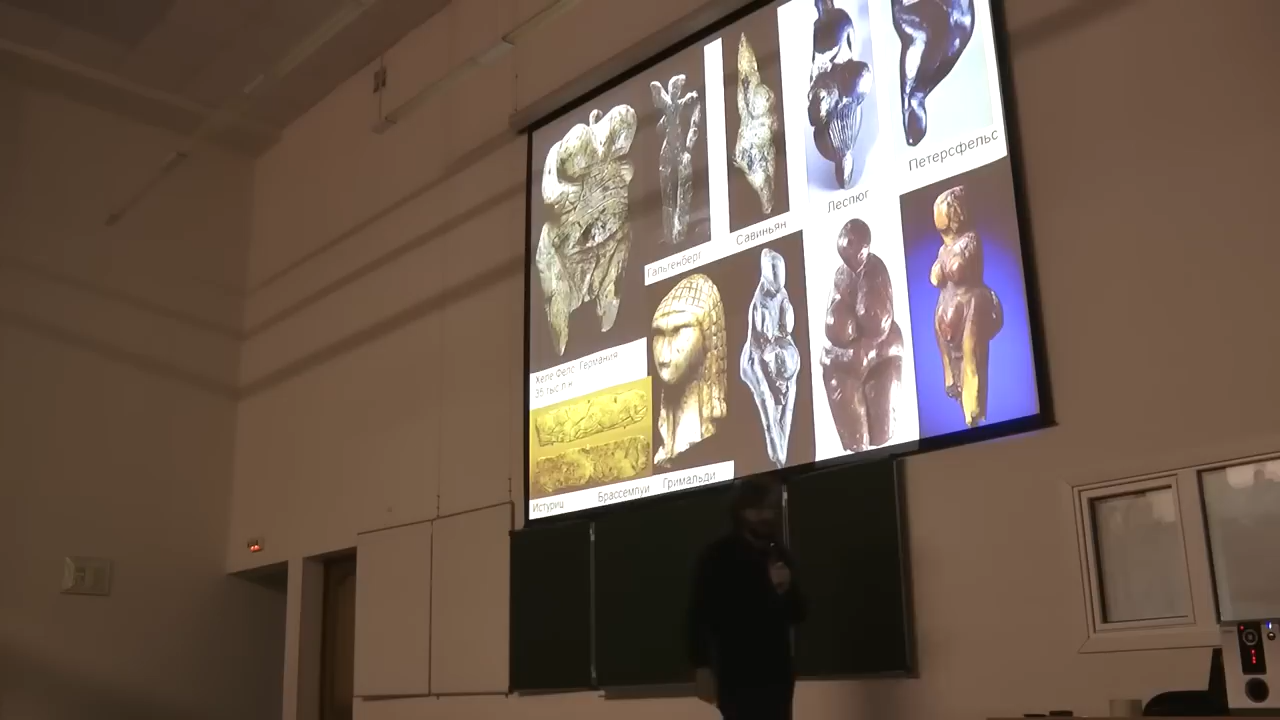 Петерсфельс
Леспюг
Савиньян
Гальгенберг
Холе Фелс, Германия
35 тыс.л.н.
Истуриц
Брассемпуи
Гримальди